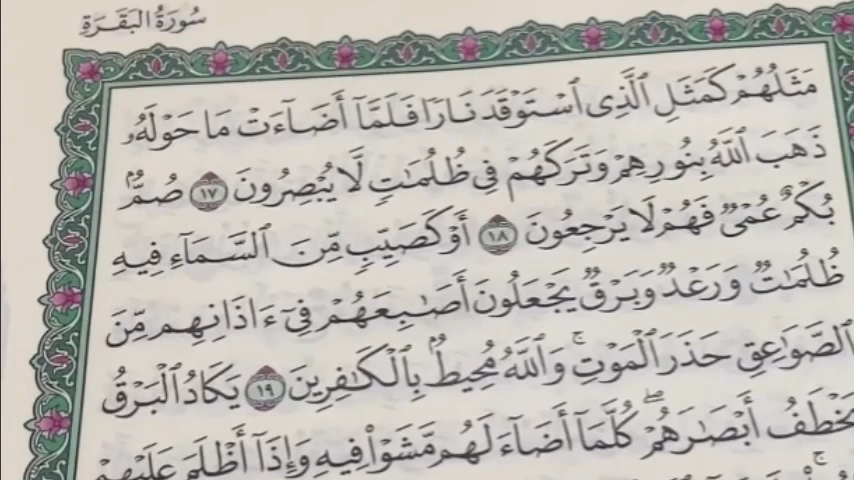 سُورَةُ البَقَرَةِ
مَثَلُهُمْ كَمَثَلِ ٱلَّذِى ٱسْتَوْقَدَ نَارًا فَلَمَّآ أَضَآءَتْ مَا حَوْلَهُۥ
ذَهَبَ ٱللَّهُ بِنُورِهِمْ وَتَرَكَهُمْ فِى ظُلُمَٰتٍ لَّا يُبْصِرُونَ ١٧ صُمٌّۢ
بُكْمٌ عُمْىٌ فَهُمْ لَا يَرْجِعُونَ ١٨ أَوْ كَصَيِّبٍ مِّنَ ٱلسَّمَآءِ فِيهِ
ظُلُمَٰتٌ وَرَعْدٌ وَبَرْقٌ يَجْعَلُونَ أَصَٰبِعَهُمْ فِىٓ ءَاذَانِهِم مِّنَ
ٱلصَّوَٰعِقِ حَذَرَ ٱلْمَوْتِ ۚ وَٱللَّهُ مُحِيطٌۢ بِٱلْكَٰفِرِينَ ١٩ يَكَادُ ٱلْبَرْقُ
يَخْطَفُ أَبْصَٰرَهُمْ ۖ كُلَّمَآ أَضَآءَ لَهُم مَّشَوْا۟ فِيهِ وَإِذَآ أَظْلَمَ عَلَيْهِمْ